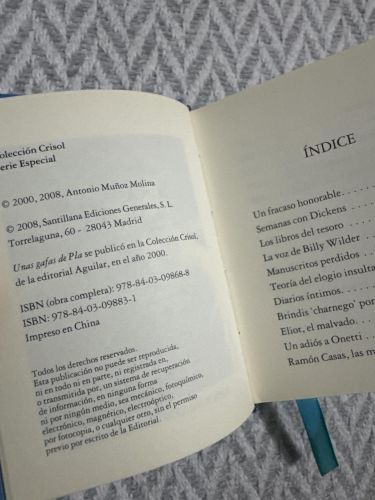 olección Crisol
erie Especial
© 2000, 2008, Antonio Muñoz Molina
© 2008, Santillana Ediciones Generales, S.L.
Torrelaguna, 60 - 28043 Madrid
Unas gafas de Pla se publicó en la Colección Crisol,
de la editorial Aguilar, en el año 2000.
ISBN (obra completa): 978-84-03-09868-8
ISBN: 978-84-03-09883-1
Impreso en China
Todos los derechos reservados.
Esta publicación no puede ser reproducida,
ni en todo ni en parte, ni registrada en,
o transmitida por, un sistema de recuperación
de información, en ninguna forma
ni por ningún medio, sea mecánico, fotoquímico,
electrónico, magnético, electroóptico,
por fotocopia, o cualquier otro, sin el permiso
previo por escrito de la Editorial.
ÍNDICE
Un fracaso honorable......
Semanas con Dickens....
Los libros del tesoro.....
La voz de Billy Wilder...
Manuscritos perdidos....
Teoría del elogio insulta
Diarios íntimos.......
Brindis 'charnego' por
Eliot, el malvado.....
Un adiós a Onetti...
Ramón Casas, las m